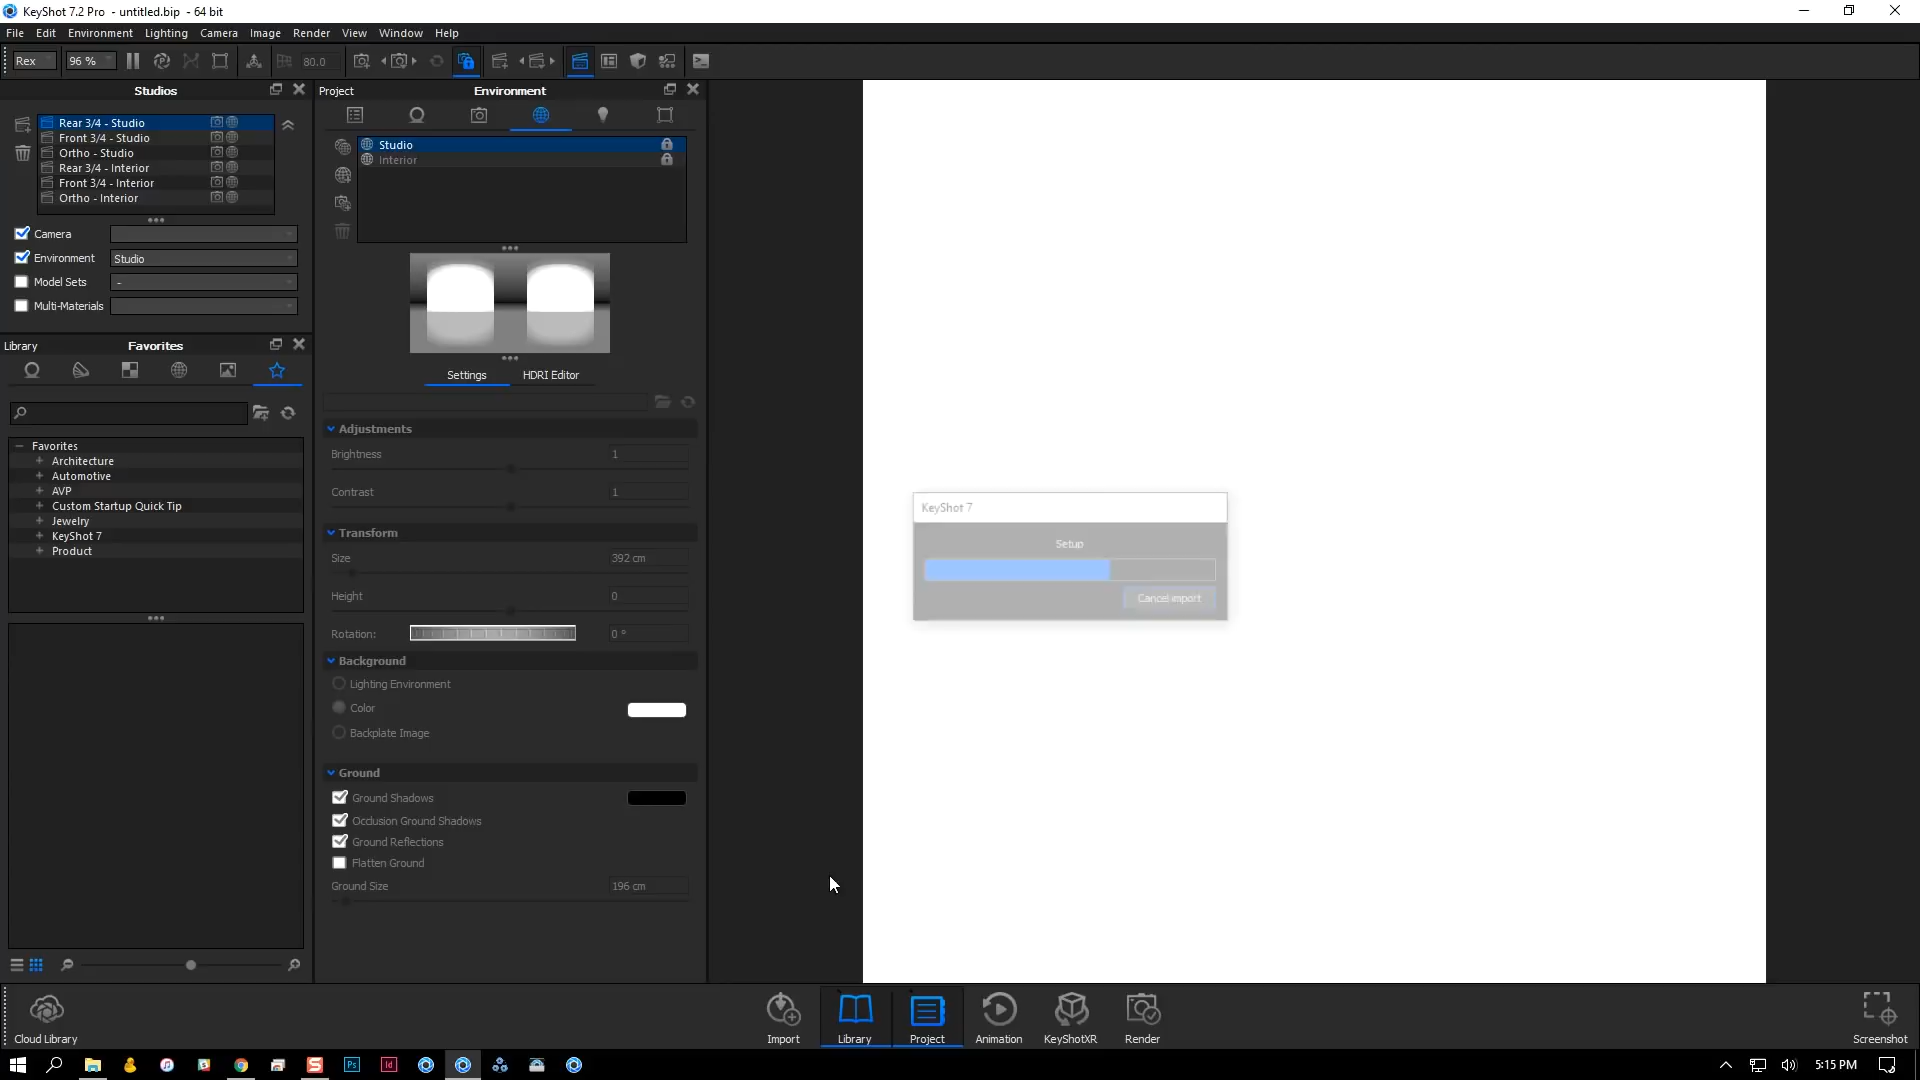 KeyShot 7.2 Pro  - untitled.bip  - 64 bit
File Edit Environment Lighting Camera Image Render View Window Help
Rex 96 % 80.0
Studios
Rear 3/4 - Studio
Front 3/4 - Studio
Ortho - Studio
Rear 3/4 - Interior
Front 3/4 - Interior
Ortho - Interior
Camera
Environment Studio
Model Sets -
Multi-Materials
Library Favorites
Favorites
Architecture
Automotive
AVP
Custom Startup Quick Tip
Jewelry
KeyShot 7
Product
Project Environment
Studio
Interior
Settings HDRI Editor
Adjustments
Brightness 1
Contrast 1
Transform
Size 392 cm
Height 0
Rotation: 0 °
Background
Lighting Environment
Color
Backplate Image
Ground
Ground Shadows
Occlusion Ground Shadows
Ground Reflections
Flatten Ground
Ground Size 196 cm
KeyShot 7
Setup
Cancel import
Cloud Library Import Library Project Animation KeyShotXR Render Screenshot
Ps Id 5:15 PM